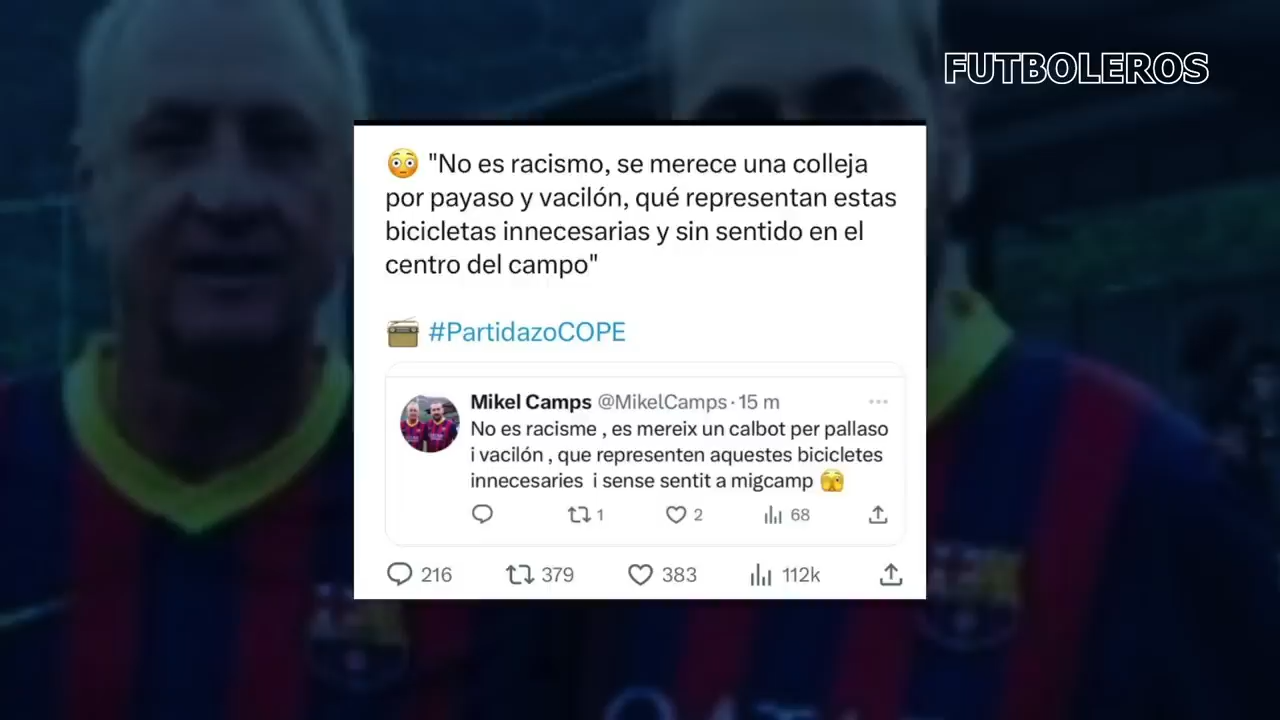 FUTBOLEROS
😳 "No es racismo, se merece una colleja
por payaso y vacilón, qué representan estas
bicicletas innecesarias y sin sentido en el
centro del campo"
📻 #PartidazoCOPE
Mikel Camps @MikelCamps · 15 m
No es racisme , es mereix un calbot per pallaso
i vacilón , que representen aquestes bicicletes
innecesries i sense sentit a migcamp 🫣
1 2 68
216 379 383 112k